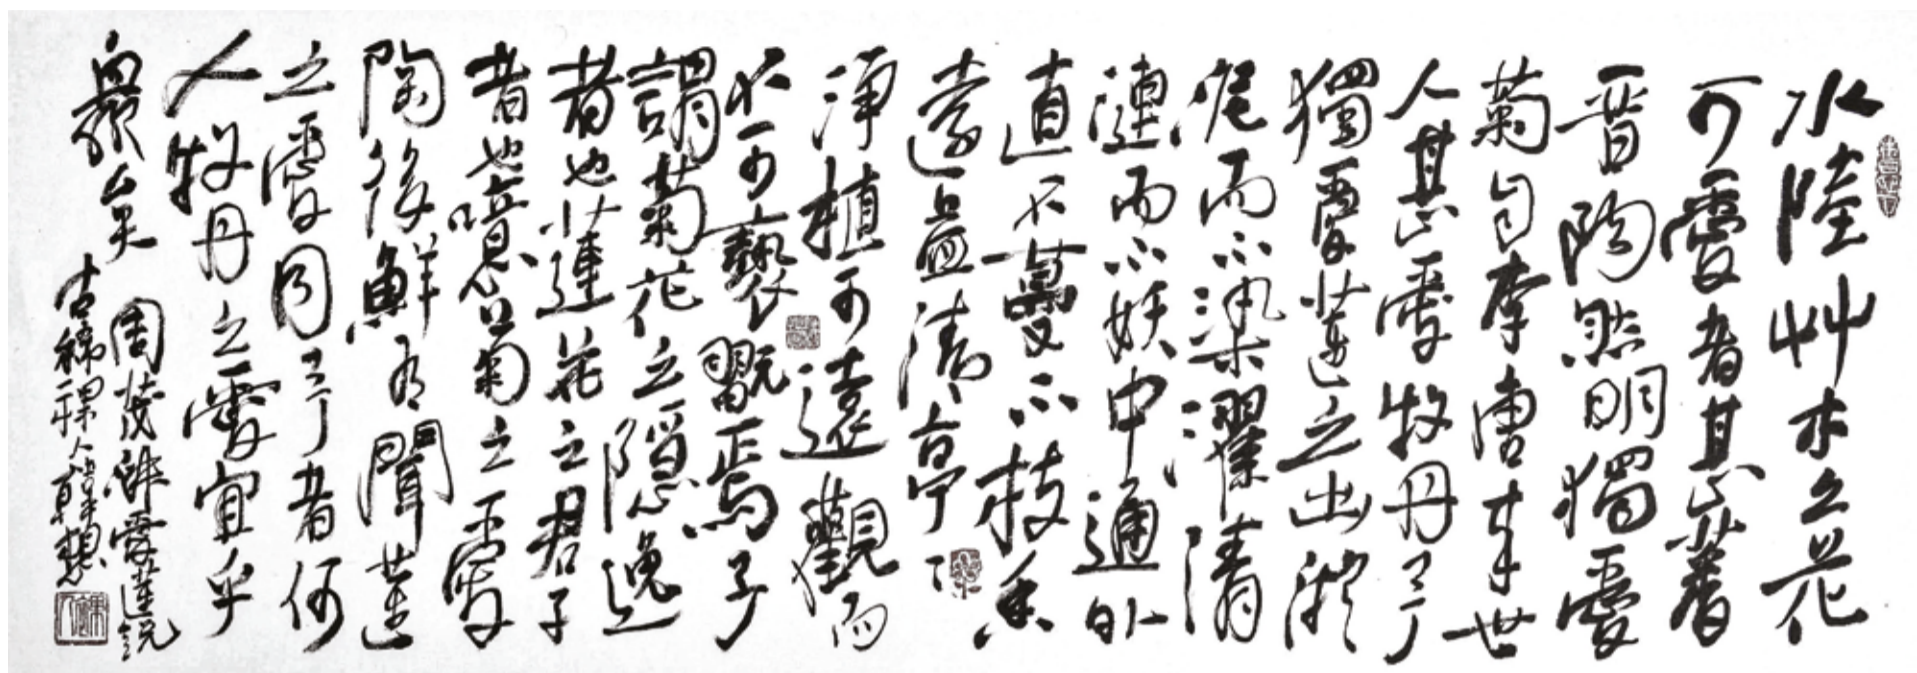 水陸艸木之花
可愛者甚蕃
晉陶淵明獨愛
菊自李唐來世
人甚愛牡丹予
獨愛蓮之出淤
泥而不染濯清
漣而不妖中通外
直不蔓不枝香
遠益清亭〻
淨植可遠觀而
不可褻翫焉予
謂菊花之隱逸
者也蓮花之君子
者也噫菊之愛
陶後鮮有聞蓮
之愛同予者何
人牡丹之愛宜乎
衆矣 周茂叔愛蓮説
古稀